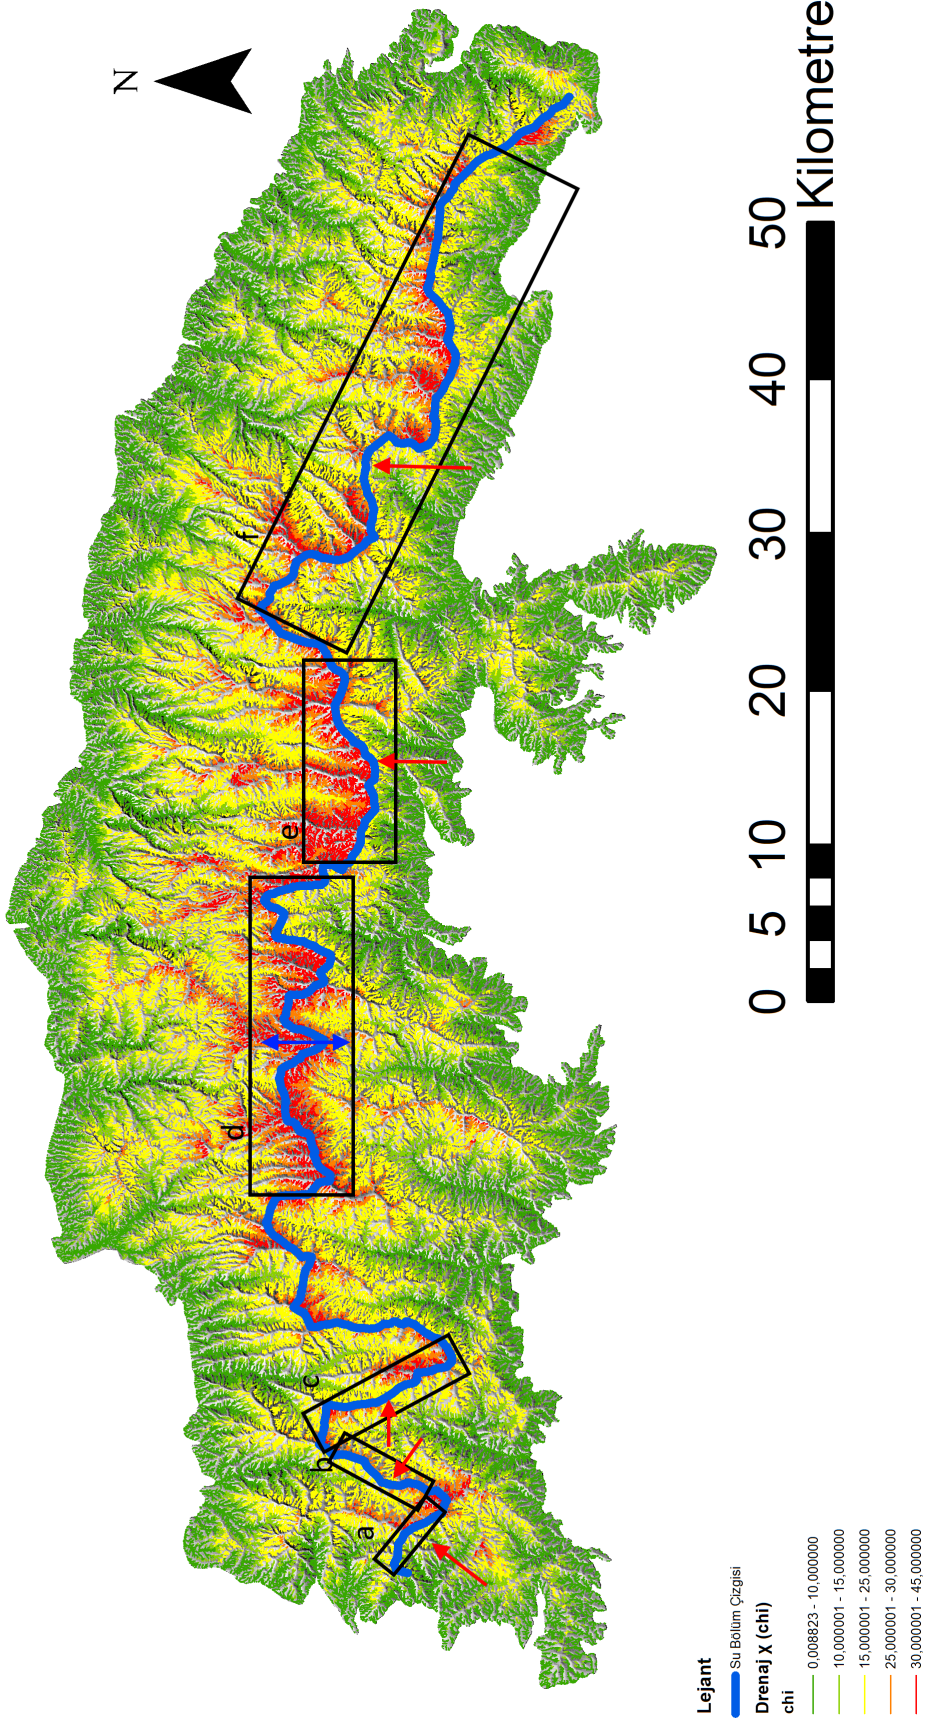 N
a
b
c
d
e
f
0 5 10 20 30 40 50
Kilometre
Lejant
Su Bölüm Çizgisi
Drenaj χ (chi)
chi
0,008823 - 10,000000
10,000001 - 15,000000
15,000001 - 25,000000
25,000001 - 30,000000
30,000001 - 45,000000